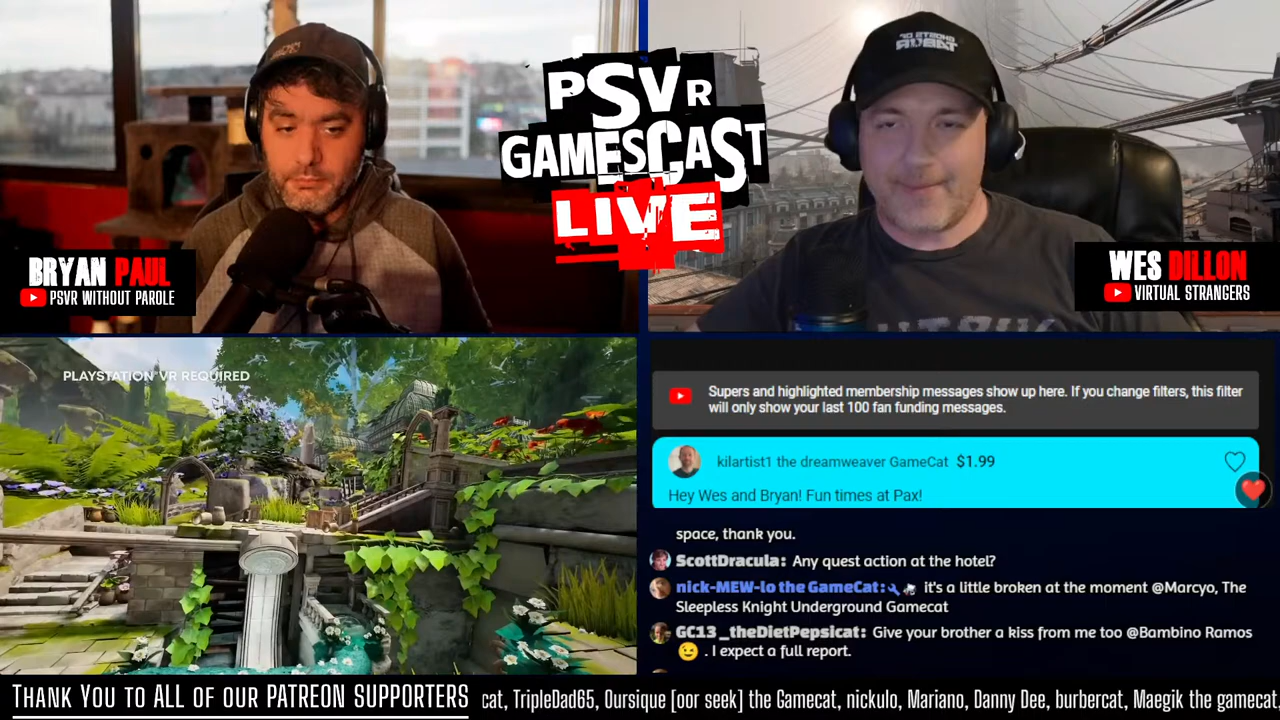 PSVR
GAMESCAST
LIVE
BRYAN PAUL
PSVR WITHOUT PAROLE
WES DILLON
VIRTUAL STRANGERS
PLAYSTATION VR REQUIRED
Supers and highlighted membership messages show up here. If you change filters, this filter
will only show your last 100 fan funding messages.
kilartist1 the dreamweaver GameCat $1.99
Hey Wes and Bryan! Fun times at Pax!
space, thank you.
ScottDracula: Any quest action at the hotel?
nick-MEW-lo the GameCat: it's a little broken at the moment @Marcyo, The
Sleepless Knight Underground Gamecat
GC13_theDietPepsicat: Give your brother a kiss from me too @Bambino Ramos
😉 . I expect a full report.
THANK YOU TO ALL OF OUR PATREON SUPPORTERS
cat, TripleDad65, Oursique [oor seek] the Gamecat, nickulo, Mariano, Danny Dee, burbercat, Maegik the gamecat,